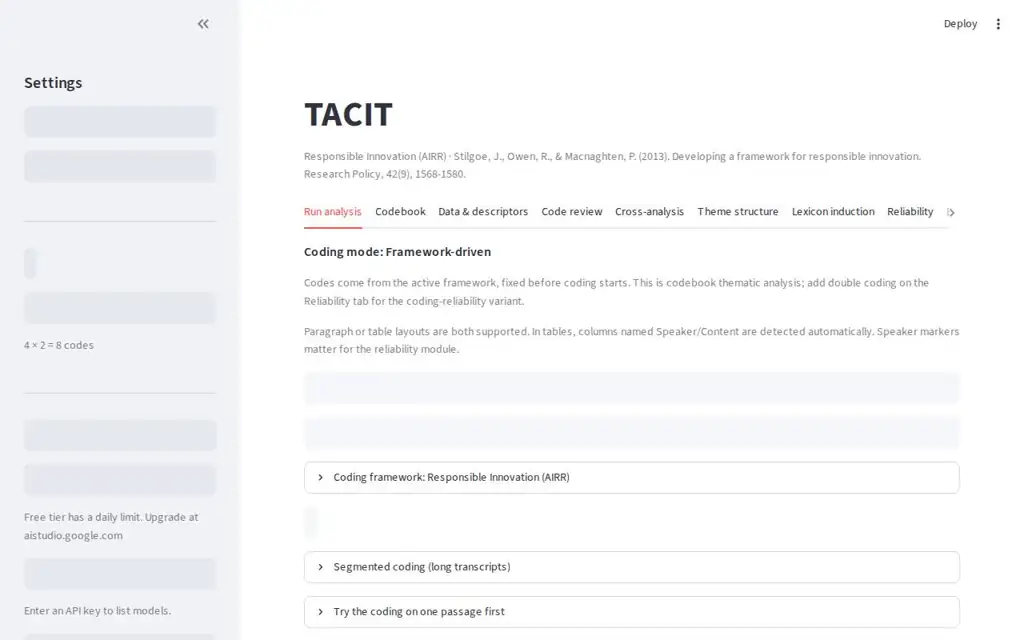 Deploy
Settings
TACIT
Responsible Innovation (AIRR) · Stilgoe, J., Owen, R., & Macnaghten, P. (2013). Developing a framework for responsible innovation.
Research Policy, 42(9), 1568-1580.
Run analysis Codebook Data & descriptors Code review Cross-analysis Theme structure Lexicon induction Reliability
Coding mode: Framework-driven
Codes come from the active framework, fixed before coding starts. This is codebook thematic analysis; add double coding on the
Reliability tab for the coding-reliability variant.
Paragraph or table layouts are both supported. In tables, columns named Speaker/Content are detected automatically. Speaker markers
matter for the reliability module.
4 × 2 = 8 codes
Coding framework: Responsible Innovation (AIRR)
Free tier has a daily limit. Upgrade at
aistudio.google.com
Segmented coding (long transcripts)
Enter an API key to list models.
Try the coding on one passage first